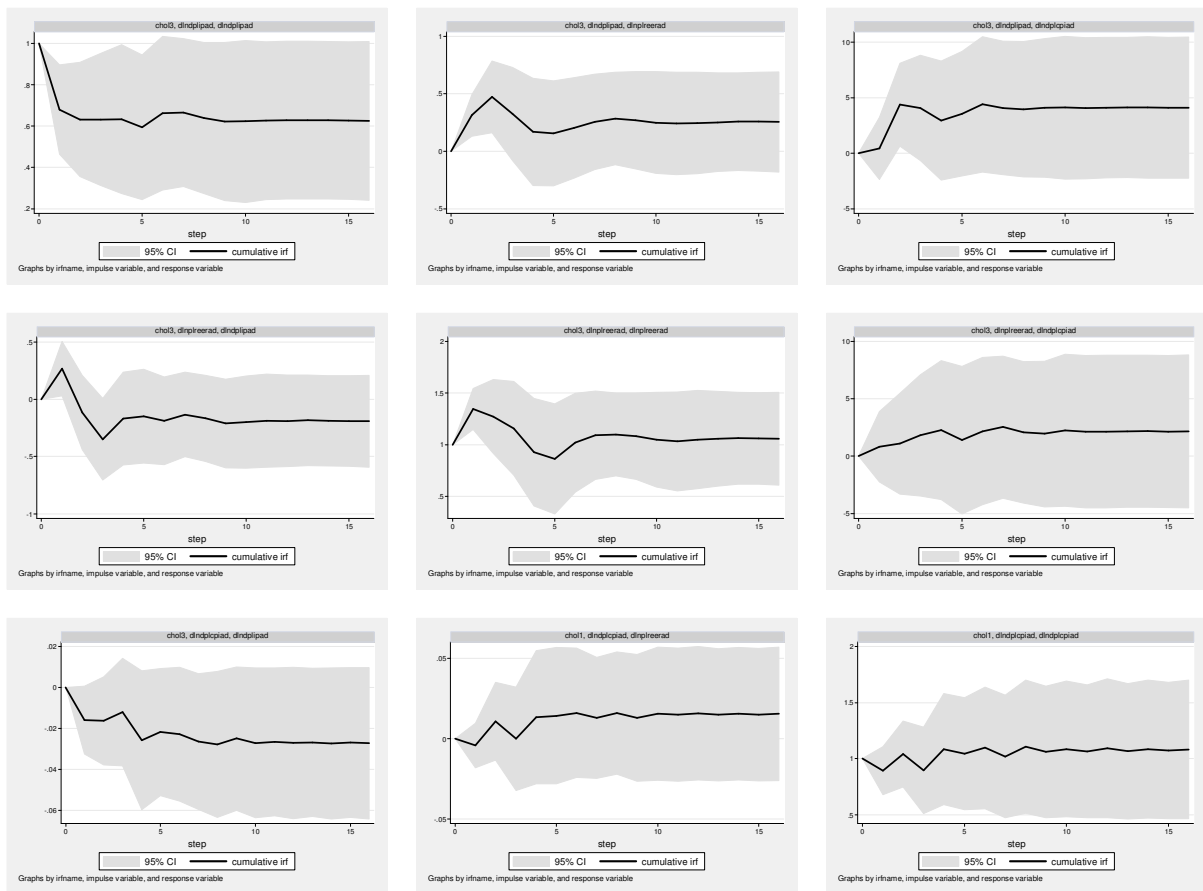 chol3, dlndplipad, dlndplipad
1
.8
.6
.4
.2
0
5
10
15
step
95% CI
cumulative irf
Graphs by irfname, impulse variable, and response variable
chol3, dlndplipad, dlnplreerad
1
.5
0
-.5
0
5
10
15
step
95% CI
cumulative irf
Graphs by irfname, impulse variable, and response variable
chol3, dlndplipad, dlndplcpiad
10
5
0
-5
0
5
10
15
step
95% CI
cumulative irf
Graphs by irfname, impulse variable, and response variable
chol3, dlnplreerad, dlndplipad
.5
0
-.5
-1
0
5
10
15
step
95% CI
cumulative irf
Graphs by irfname, impulse variable, and response variable
chol3, dlnplreerad, dlnplreerad
2
1.5
1
.5
0
5
10
15
step
95% CI
cumulative irf
Graphs by irfname, impulse variable, and response variable
chol3, dlnplreerad, dlndplcpiad
10
5
0
-5
0
5
10
15
step
95% CI
cumulative irf
Graphs by irfname, impulse variable, and response variable
chol3, dlndplcpiad, dlndplipad
.02
0
-.02
-.04
-.06
0
5
10
15
step
95% CI
cumulative irf
Graphs by irfname, impulse variable, and response variable
chol1, dlndplcpiad, dlnplreerad
.05
0
-.05
0
5
10
15
step
95% CI
cumulative irf
Graphs by irfname, impulse variable, and response variable
chol1, dlndplcpiad, dlndplcpiad
2
1.5
1
.5
0
5
10
15
step
95% CI
cumulative irf
Graphs by irfname, impulse variable, and response variable